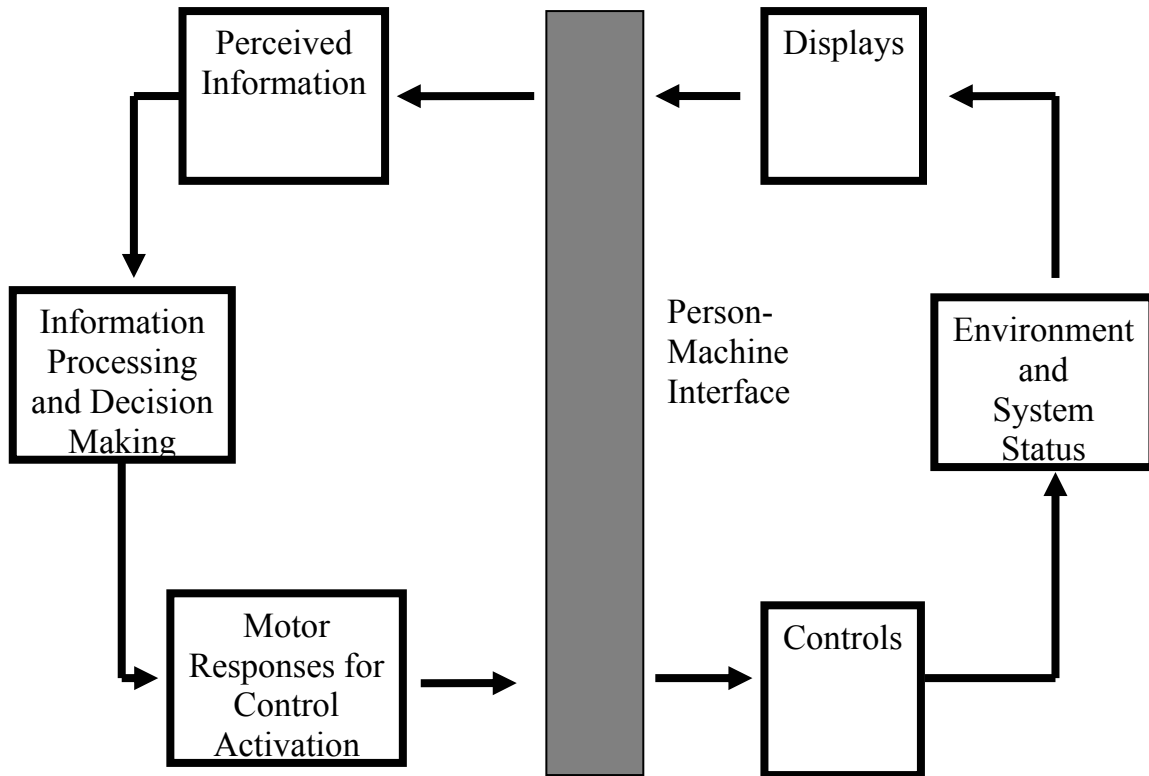 Perceived
Information
Displays
Information
Processing
and Decision
Making
Person-
Machine
Interface
Environment
and
System
Status
Motor
Responses for
Control
Activation
Controls